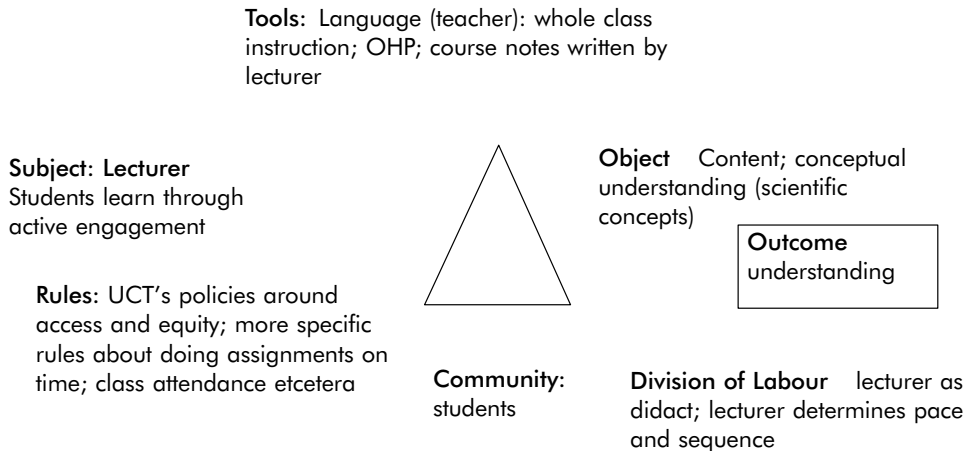 Tools: Language (teacher): whole class
instruction; OHP; course notes written by
lecturer
Subject: Lecturer
Students learn through
active engagement
Object Content; conceptual
understanding (scientific
concepts)
Outcome
understanding
Rules: UCT's policies around
access and equity; more specific
rules about doing assignments on
time; class attendance etcetera
Community:
students
Division of Labour lecturer as
didact; lecturer determines pace
and sequence